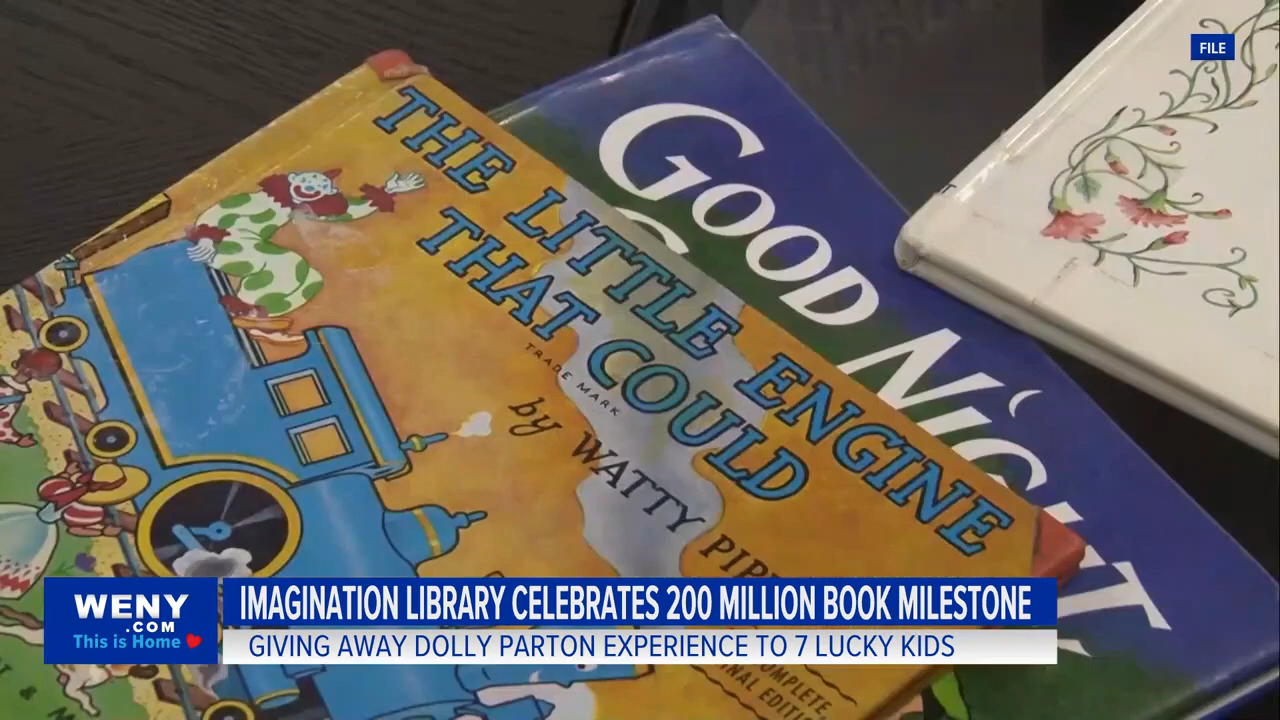 FILE
THE LITTLE ENGINE
THAT COULD
TRADE MARK
by WATTY
GOOD NIGHT
WENY
.COM
This is Home
IMAGINATION LIBRARY CELEBRATES 200 MILLION BOOK MILESTONE
GIVING AWAY DOLLY PARTON EXPERIENCE TO 7 LUCKY KIDS